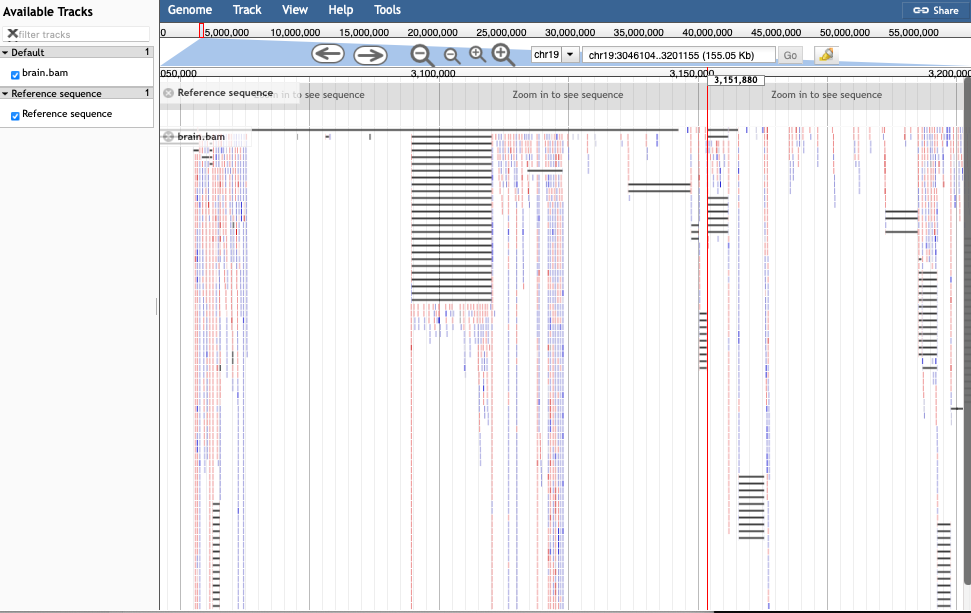 Available Tracks
filter tracks
Default 1
brain.bam
Reference sequence 1
Reference sequence
Genome Track View Help Tools Share
0 5,000,000 10,000,000 15,000,000 20,000,000 25,000,000 30,000,000 35,000,000 40,000,000 45,000,000 50,000,000 55,000,000
chr19 chr19:3046104..3201155 (155.05 Kb) Go
050,000 3,100,000 3,150,000 3,200,000
3,151,880
Reference sequence in to see sequence Zoom in to see sequence Zoom in to see sequence
brain.bam